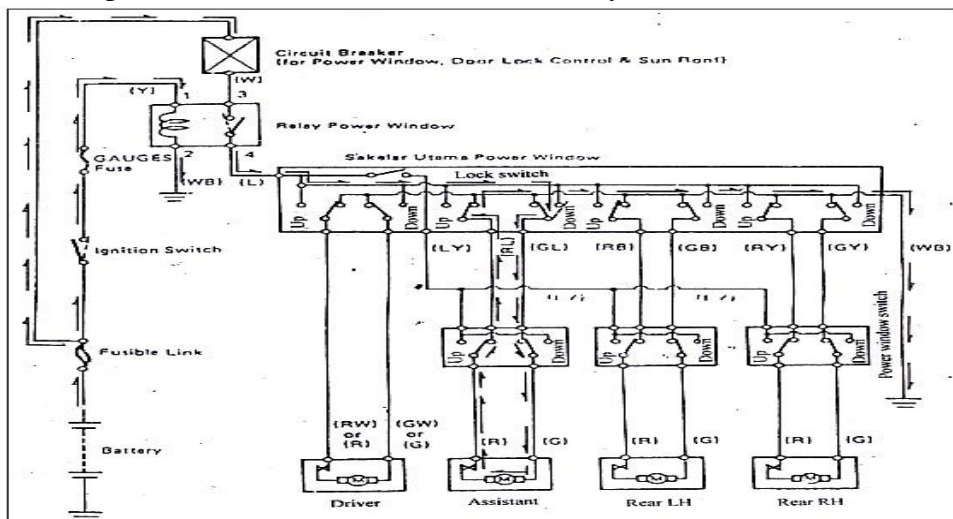 Circuit Breaker
(for Power Window, Door Lock Control & Sun Roof)
(W)
(Y) 1 3
Relay Power Window
2 4
GAUGES
Fuse
(WB) (L)
Sakelar Utama Power Window
Lock switch
Up Down Up Down Up Down Up Down
(LY) (RL) (GL) (RB) (GB) (RY) (GY) (WB)
Ignition Switch
Fusible Link
Up Down Up Down Up Down
Power window switch
(RW) or (R)
(GW) or (G)
(R) (G) (R) (G) (R) (G)
Battery
M M M M
Driver Assistant Rear LH Rear RH